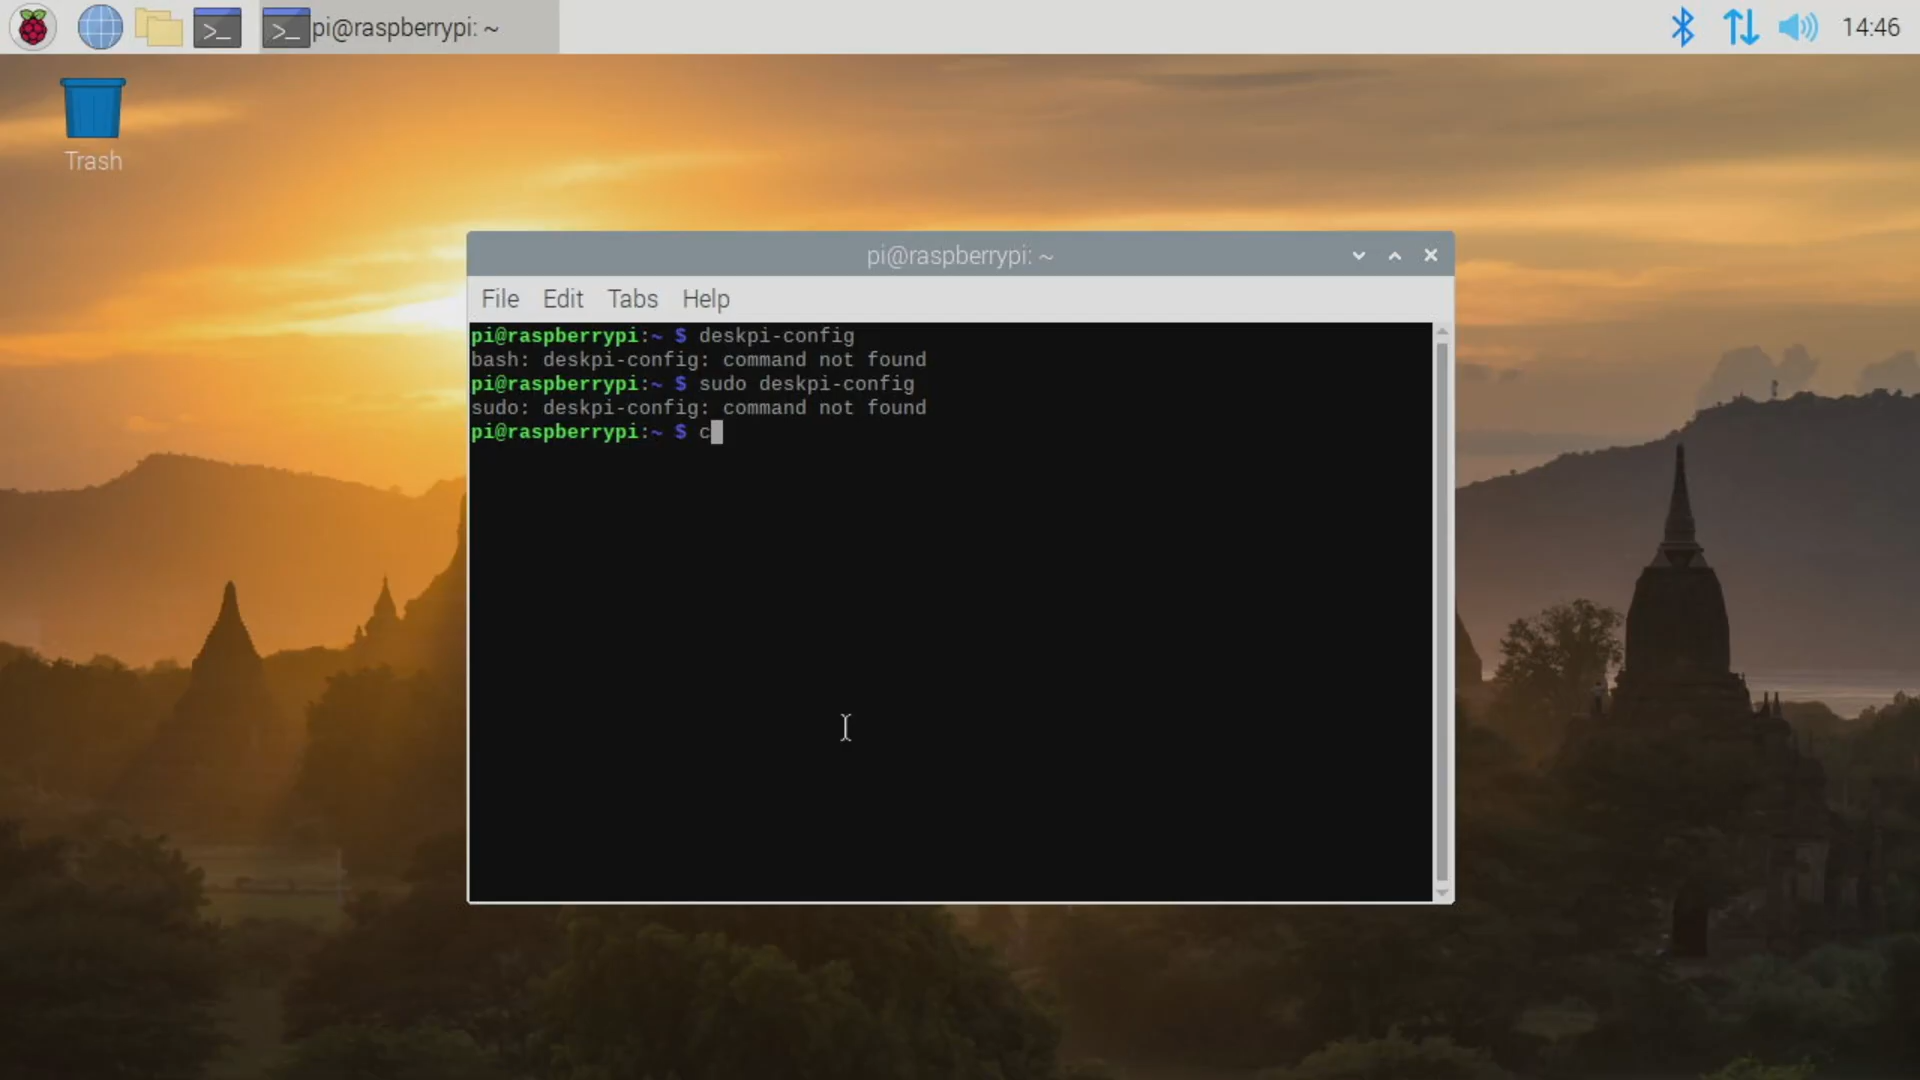 pi@raspberrypi: ~
14:46
Trash
pi@raspberrypi: ~
File Edit Tabs Help
pi@raspberrypi:~ $ deskpi-config
bash: deskpi-config: command not found
pi@raspberrypi:~ $ sudo deskpi-config
sudo: deskpi-config: command not found
pi@raspberrypi:~ $ c